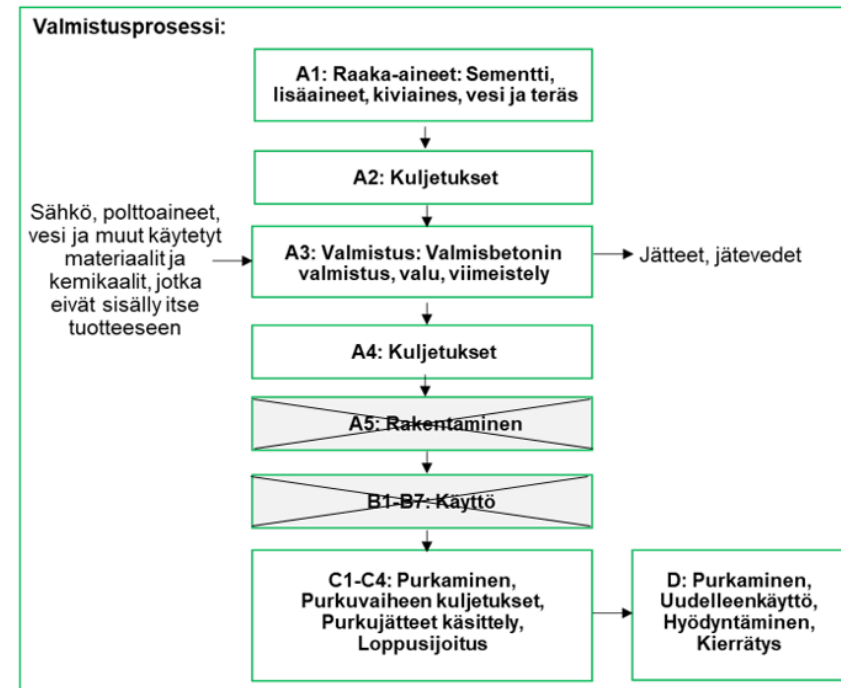 Valmistusprosessi:
A1: Raaka-aineet: Sementti,
lisäaineet, kiviaines, vesi ja teräs
A2: Kuljetukset
Sähkö, polttoaineet,
vesi ja muut käytetyt
materiaalit ja
kemikaalit, jotka
eivät sisälly itse
tuotteeseen
A3: Valmistus: Valmisbetonin
valmistus, valu, viimeistely
Jätteet, jätevedet
A4: Kuljetukset
A5: Rakentaminen
B1-B7: Käyttö
C1-C4: Purkaminen,
Purkuvaiheen kuljetukset,
Purkujätteet käsittely,
Loppusijoitus
D: Purkaminen,
Uudelleenkäyttö,
Hyödyntäminen,
Kierrätys